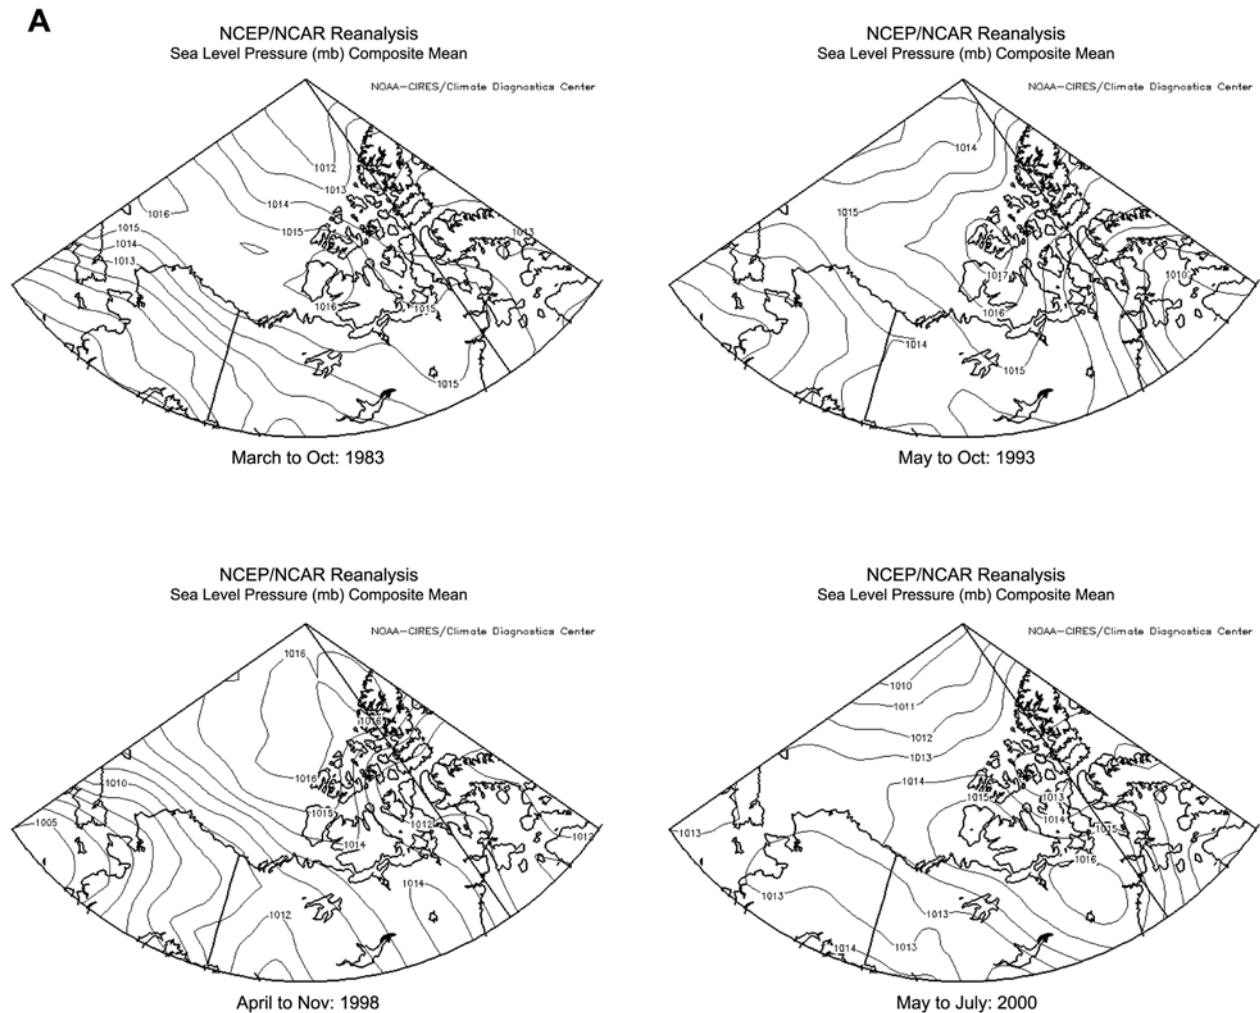 A
NCEP/NCAR Reanalysis
Sea Level Pressure (mb) Composite Mean
NOAA-CIRES/Climate Diagnostics Center
1012
1013
1014
1016
1015
1015
1014
1013
1013
1016
1015
1015
March to Oct: 1983
NCEP/NCAR Reanalysis
Sea Level Pressure (mb) Composite Mean
NOAA-CIRES/Climate Diagnostics Center
1014
1015
1017
1010
1016
1014
1015
May to Oct: 1993
NCEP/NCAR Reanalysis
Sea Level Pressure (mb) Composite Mean
NOAA-CIRES/Climate Diagnostics Center
1016
1016
1016
1010
1015
1005
1012
1012
1014
1014
1012
April to Nov: 1998
NCEP/NCAR Reanalysis
Sea Level Pressure (mb) Composite Mean
NOAA-CIRES/Climate Diagnostics Center
1010
1011
1012
1013
1014
1015
1013
1014
1015
1013
1016
1013
1013
1014
1013
May to July: 2000